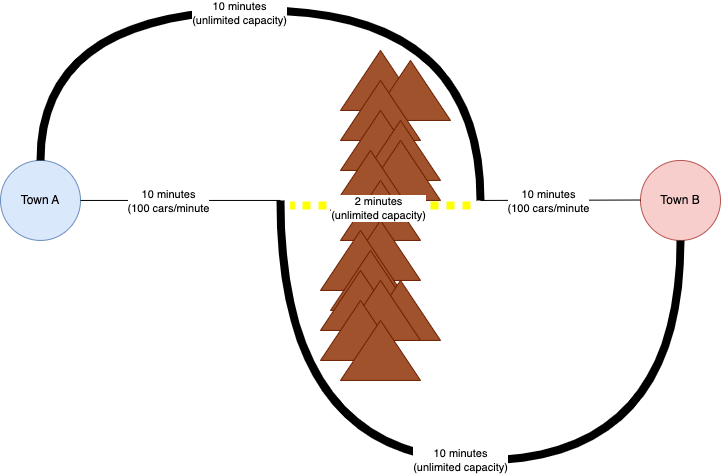 10 minutes
(unlimited capacity)
Town A
10 minutes
(100 cars/minute
2 minutes
(unlimited capacity)
10 minutes
(100 cars/minute
Town B
10 minutes
(unlimited capacity)